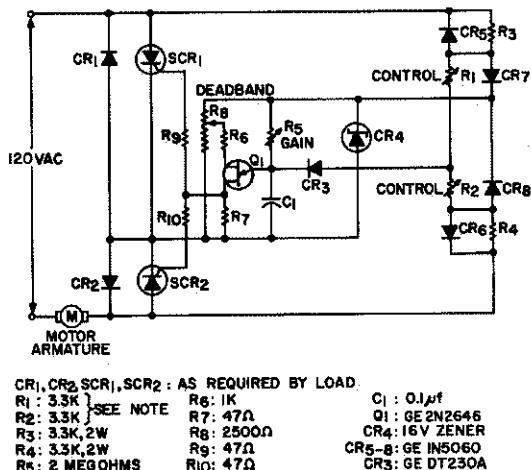 CR1
SCR1
CR5
R3
CONTROL
R1
CR7
DEADBAND
R8
R9
R6
R5
GAIN
CR4
Q1
120VAC
CR3
CONTROL
R2
CR8
R10
R7
C1
CR6
R4
CR2
SCR2
M
MOTOR
ARMATURE
CR1, CR2, SCR1, SCR2: AS REQUIRED BY LOAD
R1: 3.3K } SEE NOTE R6: 1K C1: 0.1μf
R2: 3.3K R7: 47Ω Q1: GE 2N2646
R3: 3.3K, 2W R8: 2500Ω CR4: 16V ZENER
R4: 3.3K, 2W R9: 47Ω CR5-8: GE IN5060
R5: 2 MEGOHMS R10: 47Ω CR3: GE DT230A